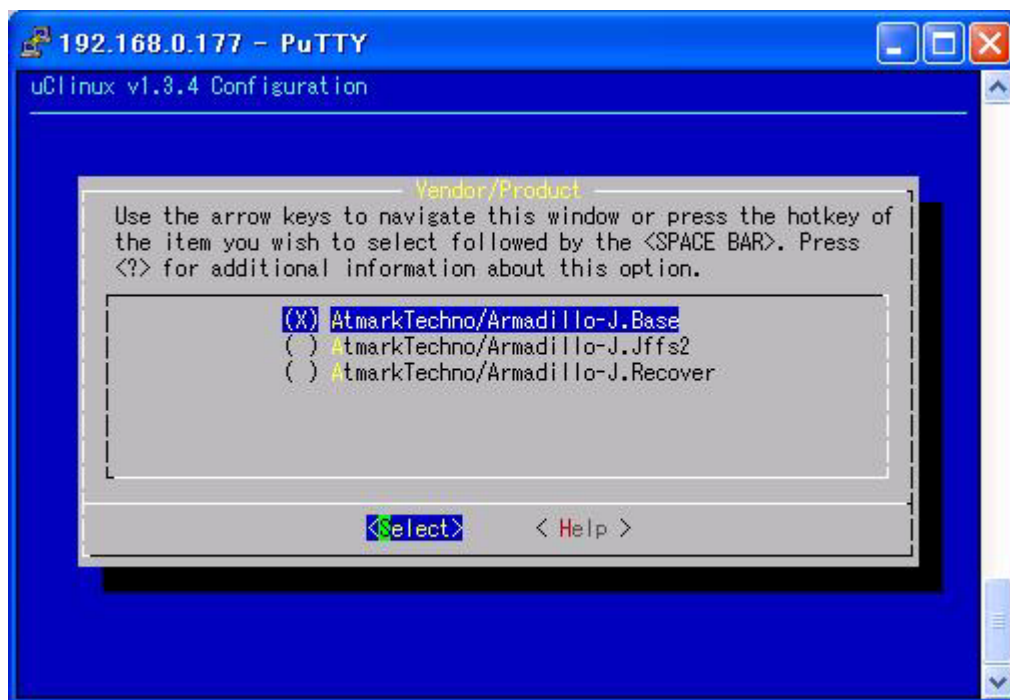 192.168.0.177 - PuTTY
uClinux v1.3.4 Configuration
Vendor/Product
Use the arrow keys to navigate this window or press the hotkey of
the item you wish to select followed by the <SPACE BAR>. Press
<?> for additional information about this option.
(X) AtmarkTechno/Armadillo-J.Base
( ) AtmarkTechno/Armadillo-J.Jffs2
( ) AtmarkTechno/Armadillo-J.Recover
<Select> < Help >